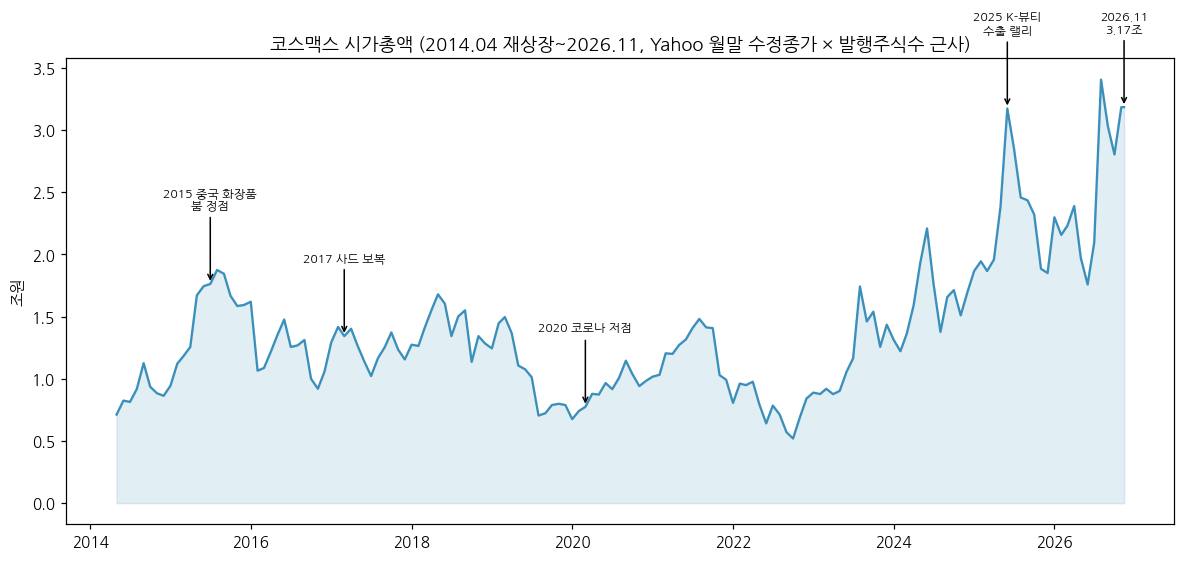 2025 K-뷰티
수출 랠리
2026.11
3.17조
코스맥스 시가총액 (2014.04 재상장~2026.11, Yahoo 월말 수정종가 × 발행주식수 근사)
2015 중국 화장품
붐 정점
2017 사드 보복
2020 코로나 저점
조원
3.5
3.0
2.5
2.0
1.5
1.0
0.5
0.0
2014
2016
2018
2020
2022
2024
2026